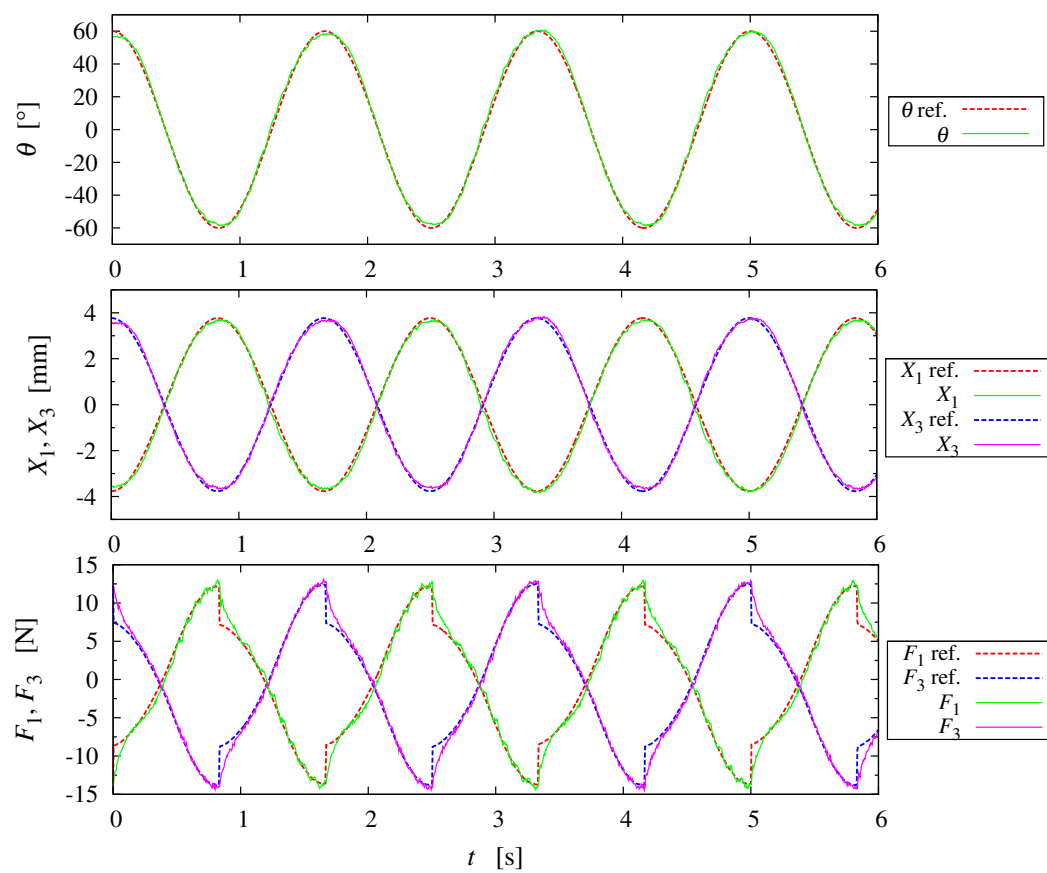 60
40
20
0
-20
-40
-60
θ [°]
0 1 2 3 4 5 6
θ ref.
θ
4
2
0
-2
-4
X1, X3 [mm]
0 1 2 3 4 5 6
X1 ref.
X1
X3 ref.
X3
15
10
5
0
-5
-10
-15
F1, F3 [N]
0 1 2 3 4 5 6
t [s]
F1 ref.
F3 ref.
F1
F3